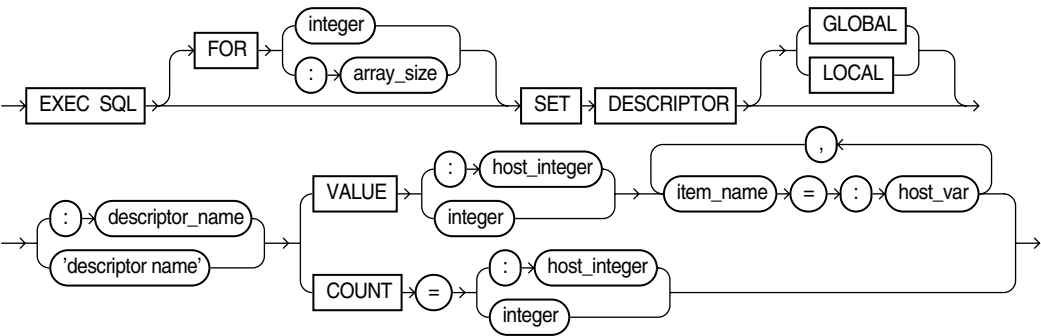 integer
GLOBAL
FOR
: array_size
LOCAL
EXEC SQL SET DESCRIPTOR
,
: host_integer
VALUE item_name = : host_var
: descriptor_name integer
'descriptor name'
: host_integer
COUNT =
integer